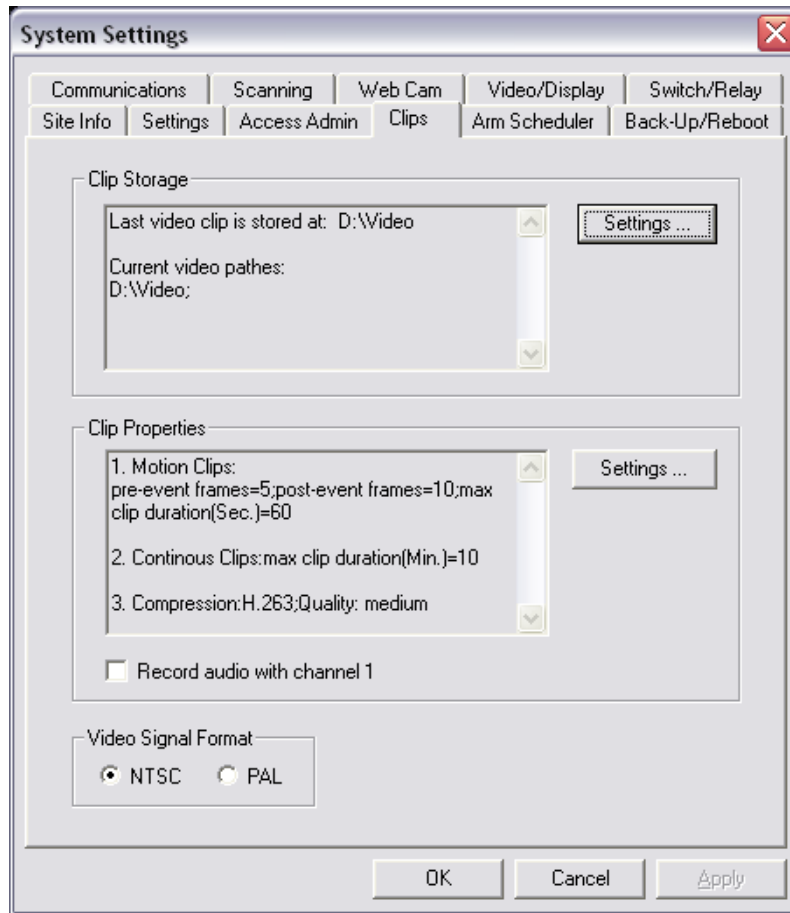 System Settings
Communications Scanning Web Cam Video/Display Switch/Relay
Site Info Settings Access Admin Clips Arm Scheduler Back-Up/Reboot
Clip Storage
Last video clip is stored at: D:\Video
Settings ...
Current video pathes:
D:\Video;
Clip Properties
1. Motion Clips:
Settings ...
pre-event frames=5;post-event frames=10;max
clip duration(Sec.)=60
2. Continous Clips:max clip duration(Min.)=10
3. Compression:H.263;Quality: medium
Record audio with channel 1
Video Signal Format
NTSC PAL
OK Cancel Apply